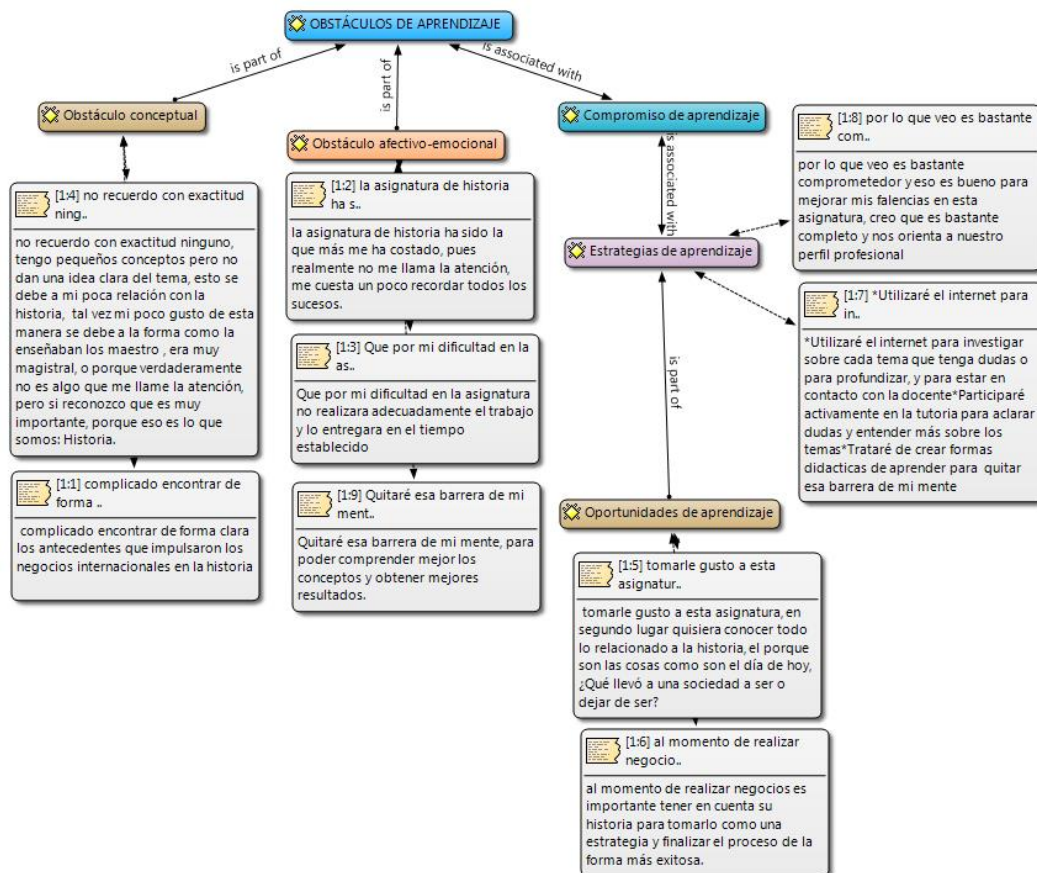 OBSTÁCULOS DE APRENDIZAJE
is part of
is part of
is associated with
Obstáculo conceptual
Obstáculo afectivo-emocional
Compromiso de aprendizaje
is associated with
Estrategias de aprendizaje
is part of
Oportunidades de aprendizaje
[1:4] no recuerdo con exactitud
ning..
no recuerdo con exactitud ninguno,
tengo pequeños conceptos pero no
dan una idea clara del tema, esto se
debe a mi poca relación con la
historia, tal vez mi poco gusto de esta
manera se debe a la forma como la
enseñaban los maestro , era muy
magistral, o porque verdaderamente
no es algo que me llame la atención,
pero si reconozco que es muy
importante, porque eso es lo que
somos: Historia.
[1:1] complicado encontrar de
forma ..
complicado encontrar de forma clara
los antecedentes que impulsaron los
negocios internacionales en la historia
[1:2] la asignatura de historia
ha s..
la asignatura de historia ha sido la
que más me ha costado, pues
realmente no me llama la atención,
me cuesta un poco recordar todos los
sucesos.
[1:3] Que por mi dificultad en la
as..
Que por mi dificultad en la asignatura
no realizara adecuadamente el trabajo
y lo entregara en el tiempo
establecido
[1:9] Quitaré esa barrera de mi
ment..
Quitaré esa barrera de mi mente, para
poder comprender mejor los
conceptos y obtener mejores
resultados.
[1:8] por lo que veo es bastante
com..
por lo que veo es bastante
comprometedor y eso es bueno para
mejorar mis falencias en esta
asignatura, creo que es bastante
completo y nos orienta a nuestro
perfil profesional
[1:7] *Utilizaré el internet para
in..
*Utilizaré el internet para investigar
sobre cada tema que tenga dudas o
para profundizar, y para estar en
contacto con la docente*Participaré
activamente en la tutoria para aclarar
dudas y entender más sobre los
temas*Trataré de crear formas
didacticas de aprender para quitar
esa barrera de mi mente
[1:5] tomarle gusto a esta
asignatur..
tomarle gusto a esta asignatura, en
segundo lugar quisiera conocer todo
lo relacionado a la historia, el porque
son las cosas como son el día de hoy,
¿Qué llevó a una sociedad a ser o
dejar de ser?
[1:6] al momento de realizar
negocio..
al momento de realizar negocios es
importante tener en cuenta su
historia para tomarlo como una
estrategia y finalizar el proceso de la
forma más exitosa.